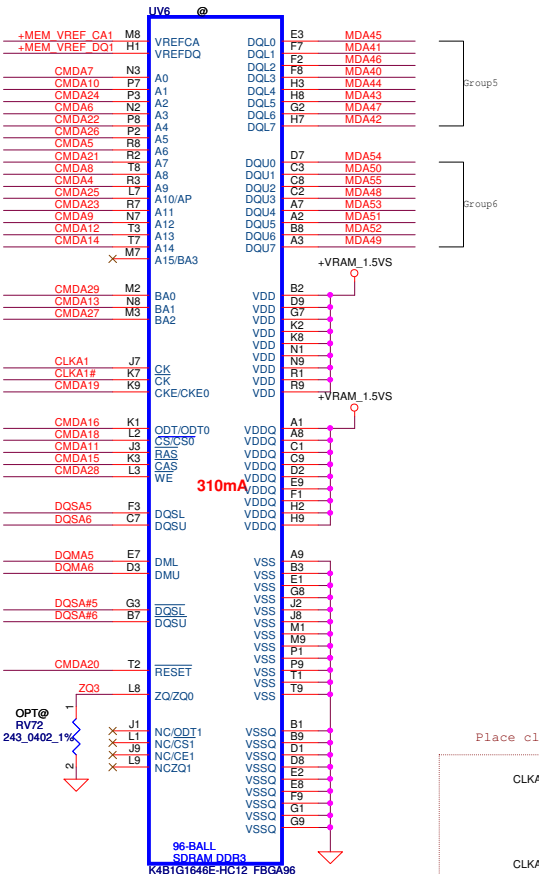 UV6 @
+MEM_VREF_CA1 M8 VREFCA DQL0 E3 MDA45
+MEM_VREF_DQ1 H1 VREFDQ DQL1 F7 MDA41
DQL2 F2 MDA46
CMDA7 N3 A0 DQL3 F8 MDA40
CMDA10 P7 A1 DQL4 H3 MDA44 Group5
CMDA24 P3 A2 DQL5 H8 MDA43
CMDA6 N2 A3 DQL6 G2 MDA47
CMDA22 P8 A4 DQL7 H7 MDA42
CMDA26 P2 A5
CMDA5 R8 A6
CMDA21 R2 A7 DQU0 D7 MDA54
CMDA8 T8 A8 DQU1 C3 MDA50
CMDA4 R3 A9 DQU2 C8 MDA55
CMDA25 L7 A10/AP DQU3 C2 MDA48
CMDA23 R7 A11 DQU4 A7 MDA53 Group6
CMDA9 N7 A12 DQU5 A2 MDA51
CMDA12 T3 A13 DQU6 B8 MDA52
CMDA14 T7 A14 DQU7 A3 MDA49
M7 A15/BA3
+VRAM_1.5VS
CMDA29 M2 BA0 VDD B2
CMDA13 N8 BA1 VDD D9
CMDA27 M3 BA2 VDD G7
VDD K2
VDD K8
VDD N1
CLKA1 J7 CK VDD N9
CLKA1# K7 CK VDD R1
CMDA19 K9 CKE/CKE0 VDD R9
+VRAM_1.5VS
CMDA16 K1 ODT/ODT0 VDDQ A1
CMDA18 L2 CS/CS0 VDDQ A8
CMDA11 J3 RAS VDDQ C1
CMDA15 K3 CAS VDDQ C9
CMDA28 L3 WE VDDQ D2
310mA VDDQ E9
VDDQ F1
DQSA5 F3 DQSL VDDQ H2
DQSA6 C7 DQSU VDDQ H9
DQMA5 E7 DML VSS A9
DQMA6 D3 DMU VSS B3
VSS E1
VSS G8
DQSA#5 G3 DQSL VSS J2
DQSA#6 B7 DQSU VSS J8
VSS M1
VSS M9
VSS P1
CMDA20 T2 RESET VSS P9
VSS T1
ZQ3 L8 ZQ/ZQ0 VSS T9
OPT@
RV72
243_0402_1%
1
2
J1 NC/ODT1 VSSQ B1
L1 NC/CS1 VSSQ B9
J9 NC/CE1 VSSQ D1
L9 NCZQ1 VSSQ D8
VSSQ E2
VSSQ E8
VSSQ F9
VSSQ G1
VSSQ G9
96-BALL
SDRAM DDR3
K4B1G1646E-HC12 FBGA96
Place cl
CLKA
CLKA